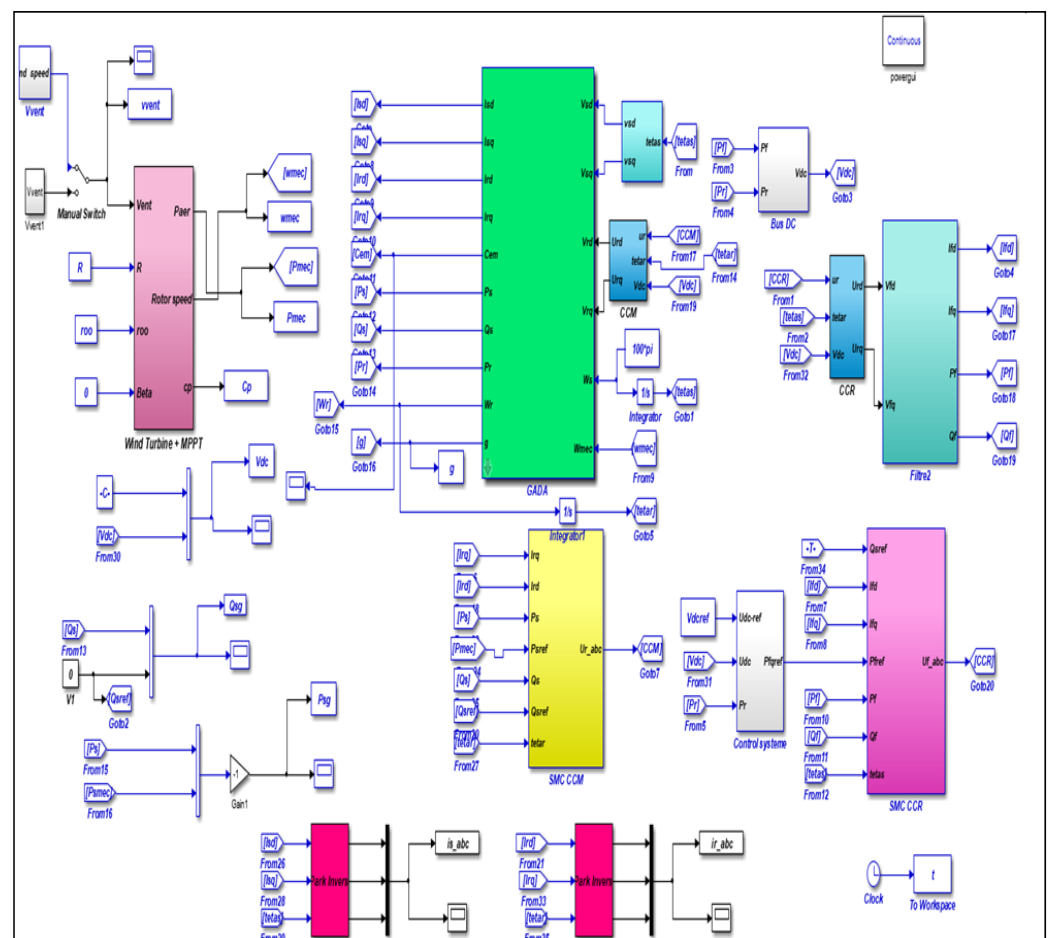 Continuous
powergui
nd speed
Vvent
vvent
Vvent
Vvent1
Manual Switch
Vent
R
roo
Beta
Paer
Rotor speed
cp
Wind Turbine + MPPT
R
roo
0
[wmec]
wmec
[Pmec]
Pmec
Cp
[Isd]
[Isq]
[Ird]
[Irq]
Goto10
[Cem]
Goto11
[Ps]
Goto12
[Qs]
Goto13
[Pr]
Goto14
[Wr]
Goto15
[g]
Goto16
g
Isd
Isq
Ird
Irq
Cem
Ps
Qs
Pr
Wr
g
Vsd
Vsq
Vrd
Vrq
Ws
Wmec
GADA
vsd
vsq
tetas
[tetas]
From
Urd
Urq
ur
tetar
Vdc
CCM
[CCM]
From17
[tetar]
From14
[Vdc]
From19
100*pi
1/s
Integrator
[tetas]
Goto1
[wmec]
From9
1/s
Integrator1
[tetar]
Goto5
[Pf]
From3
[Pr]
From4
Pf
Pr
Vdc
Bus DC
[Vdc]
Goto3
[CCR]
From1
[tetas]
From2
[Vdc]
From32
ur
tetar
Vdc
Urd
Urq
CCR
Vfd
Vfq
Ifd
Ifq
Pf
Qf
Filtre2
[Ifd]
Goto4
[Ifq]
Goto17
[Pf]
Goto18
[Qf]
Goto19
-C-
[Vdc]
From30
Vdc
[Qs]
From13
0
V1
[Qsref]
Goto2
Qsg
[Ps]
From15
[Psmec]
From16
-1
Gain1
Psg
[Irq]
[Ird]
[Ps]
[Pmec]
[Qs]
[Qsref]
[tetar]
From27
Irq
Ird
Ps
Psref
Qs
Qsref
tetar
Ur_abc
SMC CCM
[CCM]
Goto7
Vdcref
[Vdc]
From31
[Pr]
From5
Udc-ref
Udc
Pr
Pfqref
Control systeme
-T-
From34
[Ifd]
From7
[Ifq]
From8
[Pf]
From10
[Qf]
From11
[tetas]
From12
Qsref
Ifd
Ifq
Pfref
Pf
Qf
tetas
Uf_abc
SMC CCR
[CCR]
Goto20
[Isd]
From26
[Isq]
From28
[tetas]
Park Invers
is_abc
[Ird]
From21
[Irq]
From33
[tetar]
Park Invers
ir_abc
Clock
t
To Workspace